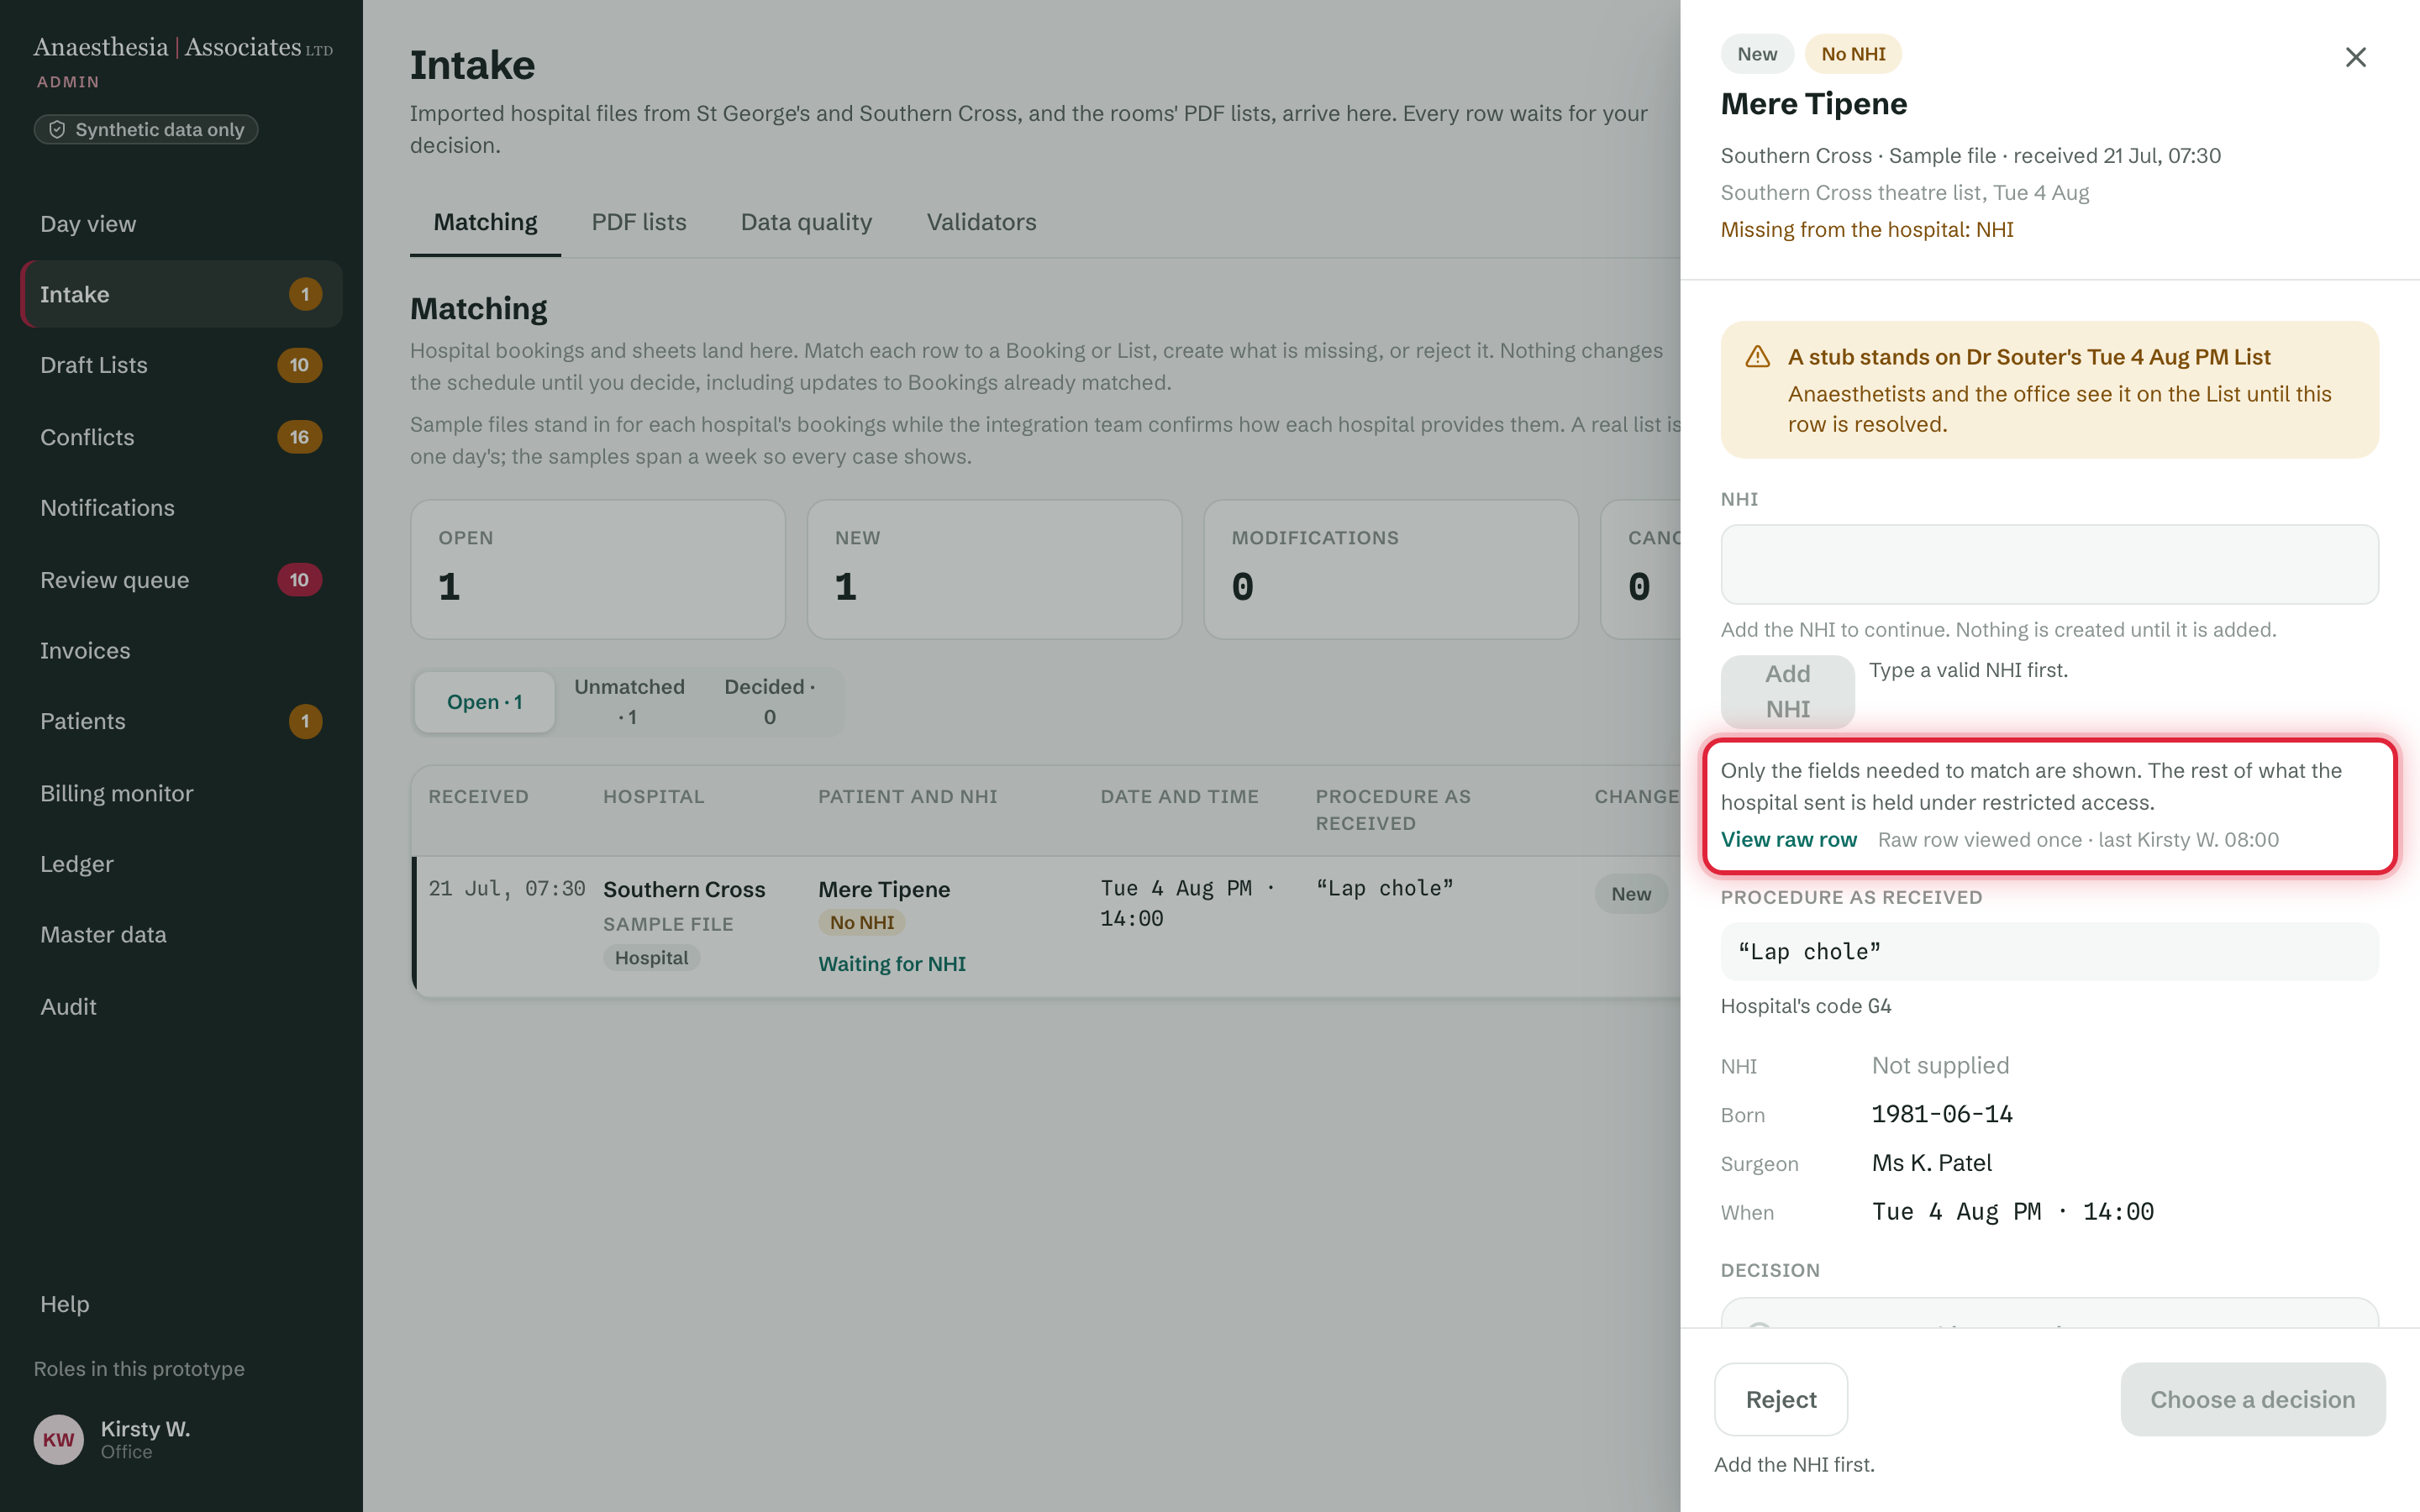 Anaesthesia | Associates LTD
ADMIN
Synthetic data only
Day view
Intake 1
Draft Lists 10
Conflicts 16
Notifications
Review queue 10
Invoices
Patients 1
Billing monitor
Ledger
Master data
Audit
Help
Roles in this prototype
KW
Kirsty W.
Office
Intake
Imported hospital files from St George's and Southern Cross, and the rooms' PDF lists, arrive here. Every row waits for your
decision.
Matching PDF lists Data quality Validators
Matching
Hospital bookings and sheets land here. Match each row to a Booking or List, create what is missing, or reject it. Nothing changes
the schedule until you decide, including updates to Bookings already matched.
Sample files stand in for each hospital's bookings while the integration team confirms how each hospital provides them. A real list is
one day's; the samples span a week so every case shows.
OPEN
1
NEW
1
MODIFICATIONS
0
CANC
0
Open · 1
Unmatched
· 1
Decided ·
0
RECEIVED HOSPITAL PATIENT AND NHI DATE AND TIME PROCEDURE AS
RECEIVED
CHANGE
21 Jul, 07:30
Southern Cross
SAMPLE FILE
Hospital
Mere Tipene
No NHI
Waiting for NHI
Tue 4 Aug PM ·
14:00
“Lap chole”
New
New No NHI
Mere Tipene
Southern Cross · Sample file · received 21 Jul, 07:30
Southern Cross theatre list, Tue 4 Aug
Missing from the hospital: NHI
A stub stands on Dr Souter's Tue 4 Aug PM List
Anaesthetists and the office see it on the List until this
row is resolved.
NHI
Add the NHI to continue. Nothing is created until it is added.
Add
NHI
Type a valid NHI first.
Only the fields needed to match are shown. The rest of what the
hospital sent is held under restricted access.
View raw row Raw row viewed once · last Kirsty W. 08:00
PROCEDURE AS RECEIVED
“Lap chole”
Hospital's code G4
NHI Not supplied
Born 1981-06-14
Surgeon Ms K. Patel
When Tue 4 Aug PM · 14:00
DECISION
Reject
Choose a decision
Add the NHI first.